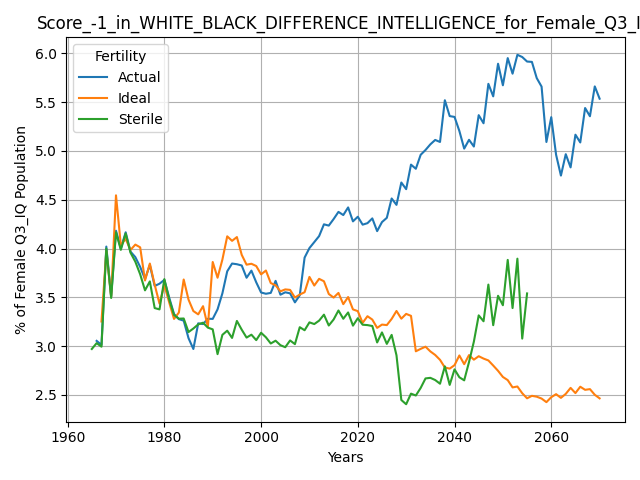 Score_-1_in_WHITE_BLACK_DIFFERENCE_INTELLIGENCE_for_Female_Q3_I
Fertility
Actual
Ideal
Sterile
% of Female Q3_IQ Population
6.0
5.5
5.0
4.5
4.0
3.5
3.0
2.5
1960 1980 2000 2020 2040 2060
Years